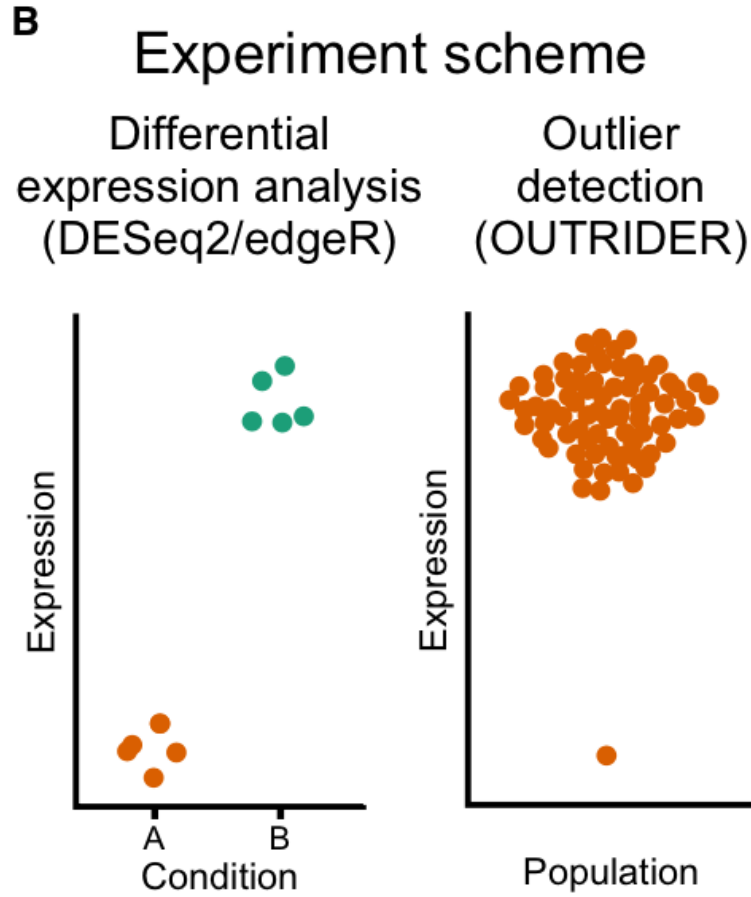 B
Experiment scheme
Differential
expression analysis
(DESeq2/edgeR)
Outlier
detection
(OUTRIDER)
Expression
A
B
Condition
Expression
Population